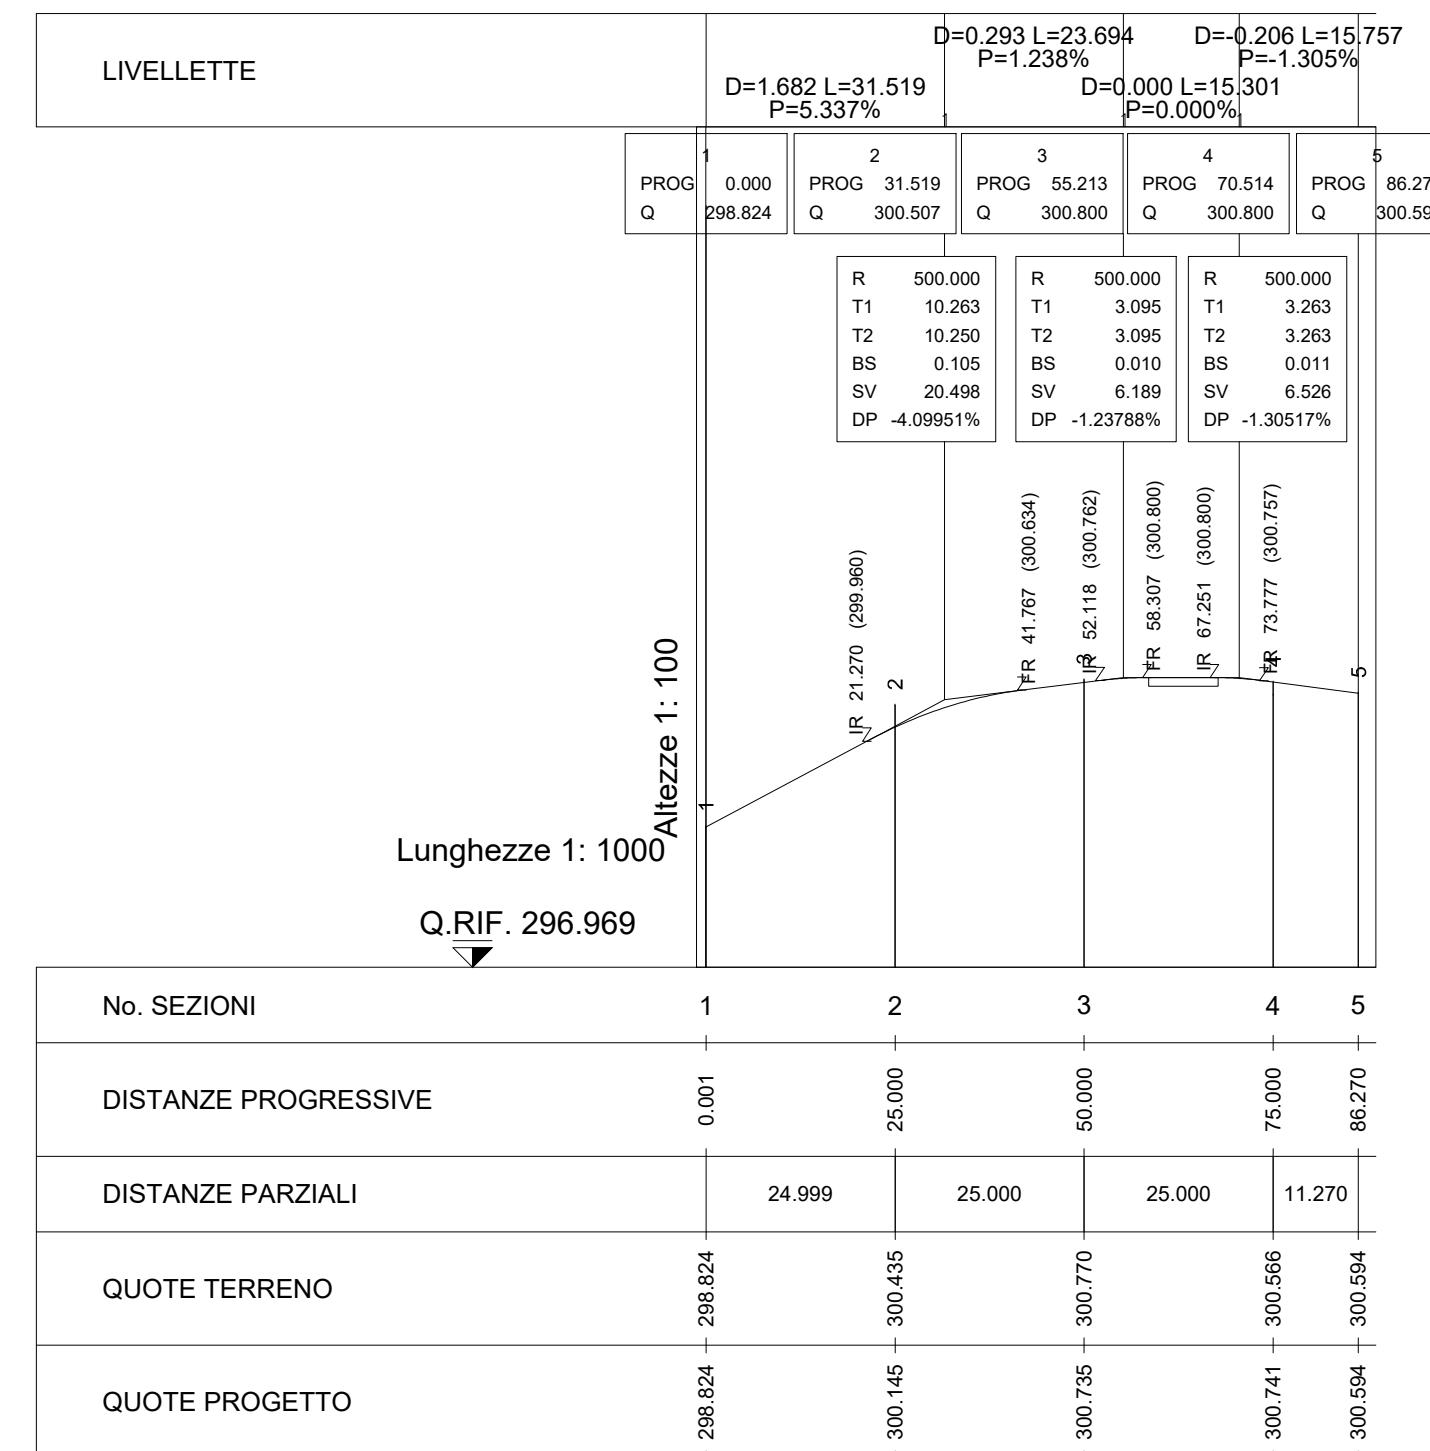 LIVELLETTE
D=1.682 L=31.519
P=5.337%
D=0.293 L=23.694
P=1.238%
D=0.000 L=15.301
P=0.000%
D=-0.206 L=15.757
P=-1.305%
1
PROG 0.000
Q 298.824
2
PROG 31.519
Q 300.507
3
PROG 55.213
Q 300.800
4
PROG 70.514
Q 300.800
5
PROG 86.27
Q 300.59
R 500.000
T1 10.263
T2 10.250
BS 0.105
SV 20.498
DP -4.09951%
R 500.000
T1 3.095
T2 3.095
BS 0.010
SV 6.189
DP -1.23788%
R 500.000
T1 3.263
T2 3.263
BS 0.011
SV 6.526
DP -1.30517%
IR 21.270 (299.960)
FR 41.767 (300.634)
IR 52.118 (300.762)
FR 58.307 (300.800)
IR 67.251 (300.800)
FR 73.777 (300.757)
1
2
3
4
5
Altezze 1: 100
Lunghezze 1: 1000
Q.RIF. 296.969
No. SEZIONI 1 2 3 4 5
DISTANZE PROGRESSIVE 0.001 25.000 50.000 75.000 86.270
DISTANZE PARZIALI 24.999 25.000 25.000 11.270
QUOTE TERRENO 298.824 300.435 300.770 300.566 300.594
QUOTE PROGETTO 298.824 300.145 300.735 300.741 300.594